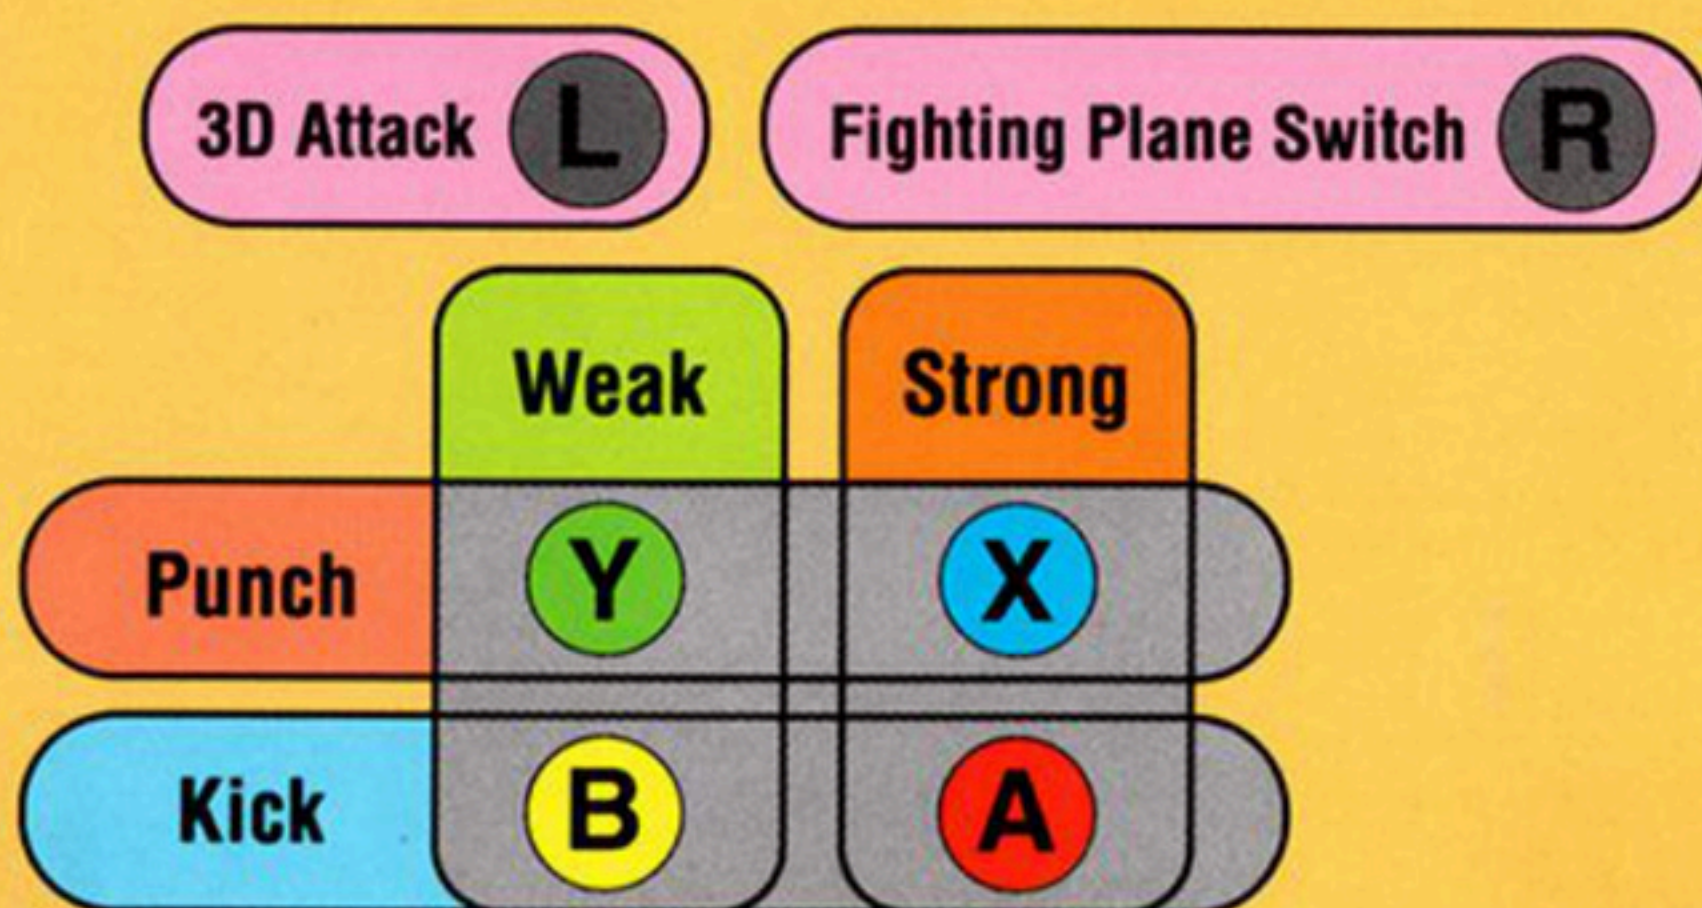 3D Attack L
Fighting Plane Switch R
Weak Strong
Punch Y X
Kick B A